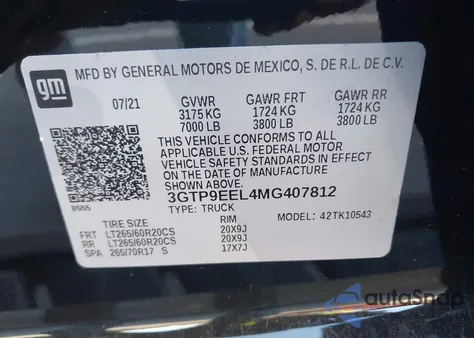 gm
MFD BY GENERAL MOTORS DE MEXICO, S. DE R.L. DE C.V.
07/21 GVWR GAWR FRT GAWR RR
3175 KG 1724 KG 1724 KG
7000 LB 3800 LB 3800 LB
THIS VEHICLE CONFORMS TO ALL
APPLICABLE U.S. FEDERAL MOTOR
VEHICLE SAFETY STANDARDS IN EFFECT ON
THE DATE OF MANUFACTURE
SHOWN ABOVE
3GTP9EEL4MG407812
TYPE: TRUCK MODEL: 42TK10543
TIRE SIZE RIM
FRT LT265/60R20CS 20X9J
RR LT265/60R20CS 20X9J
SPA 265/70R17 S 17X7J
autoSnap